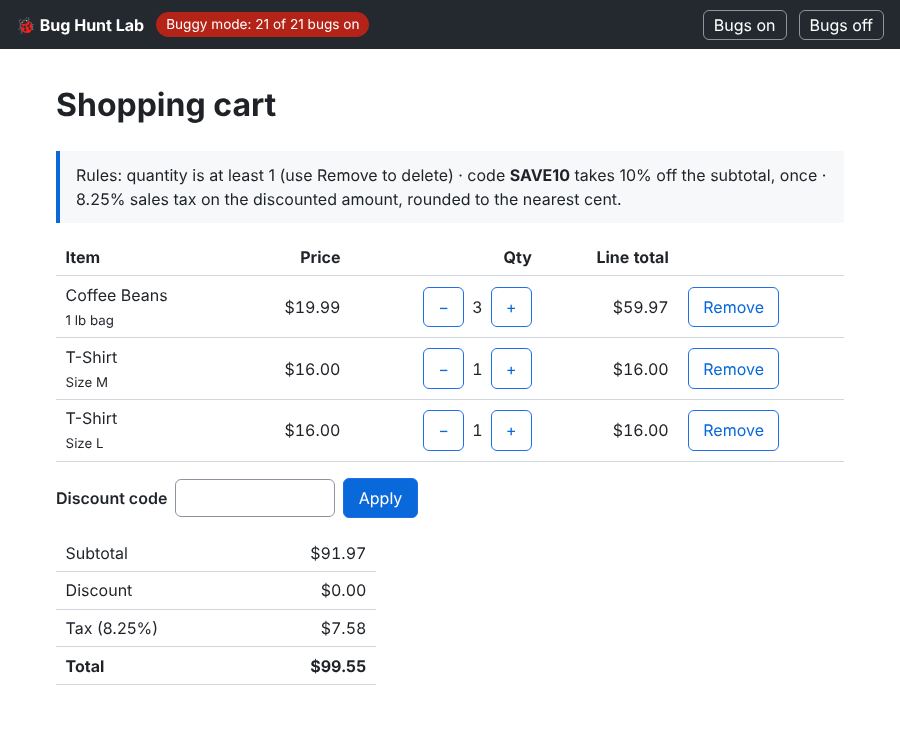 🐞 Bug Hunt Lab Buggy mode: 21 of 21 bugs on Bugs on Bugs off
Shopping cart
Rules: quantity is at least 1 (use Remove to delete) · code SAVE10 takes 10% off the subtotal, once ·
8.25% sales tax on the discounted amount, rounded to the nearest cent.
Item Price Qty Line total
Coffee Beans
1 lb bag
$19.99 − 3 + $59.97 Remove
T-Shirt
Size M
$16.00 − 1 + $16.00 Remove
T-Shirt
Size L
$16.00 − 1 + $16.00 Remove
Discount code Apply
Subtotal $91.97
Discount $0.00
Tax (8.25%) $7.58
Total $99.55